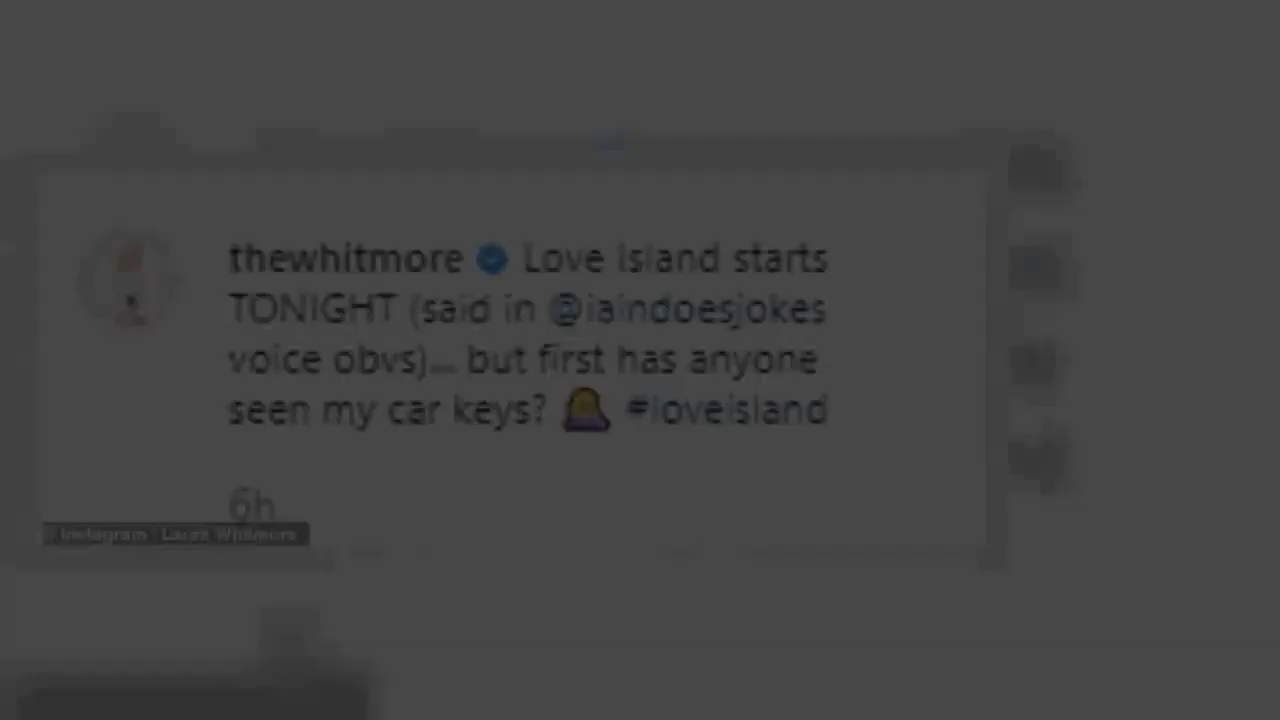 thewhitmore Love Island starts
TONIGHT (said in @iaindoesjokes
voice obvs)... but first has anyone
seen my car keys? #loveisland
6h
Instagram: Laura Whitmore